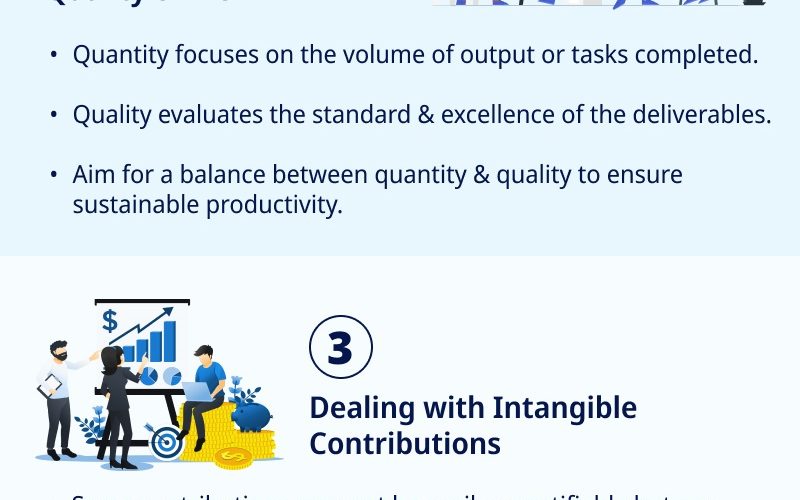 • Quantity focuses on the volume of output or tasks completed.
• Quality evaluates the standard & excellence of the deliverables.
• Aim for a balance between quantity & quality to ensure
sustainable productivity.
$
3
Dealing with Intangible
Contributions
$